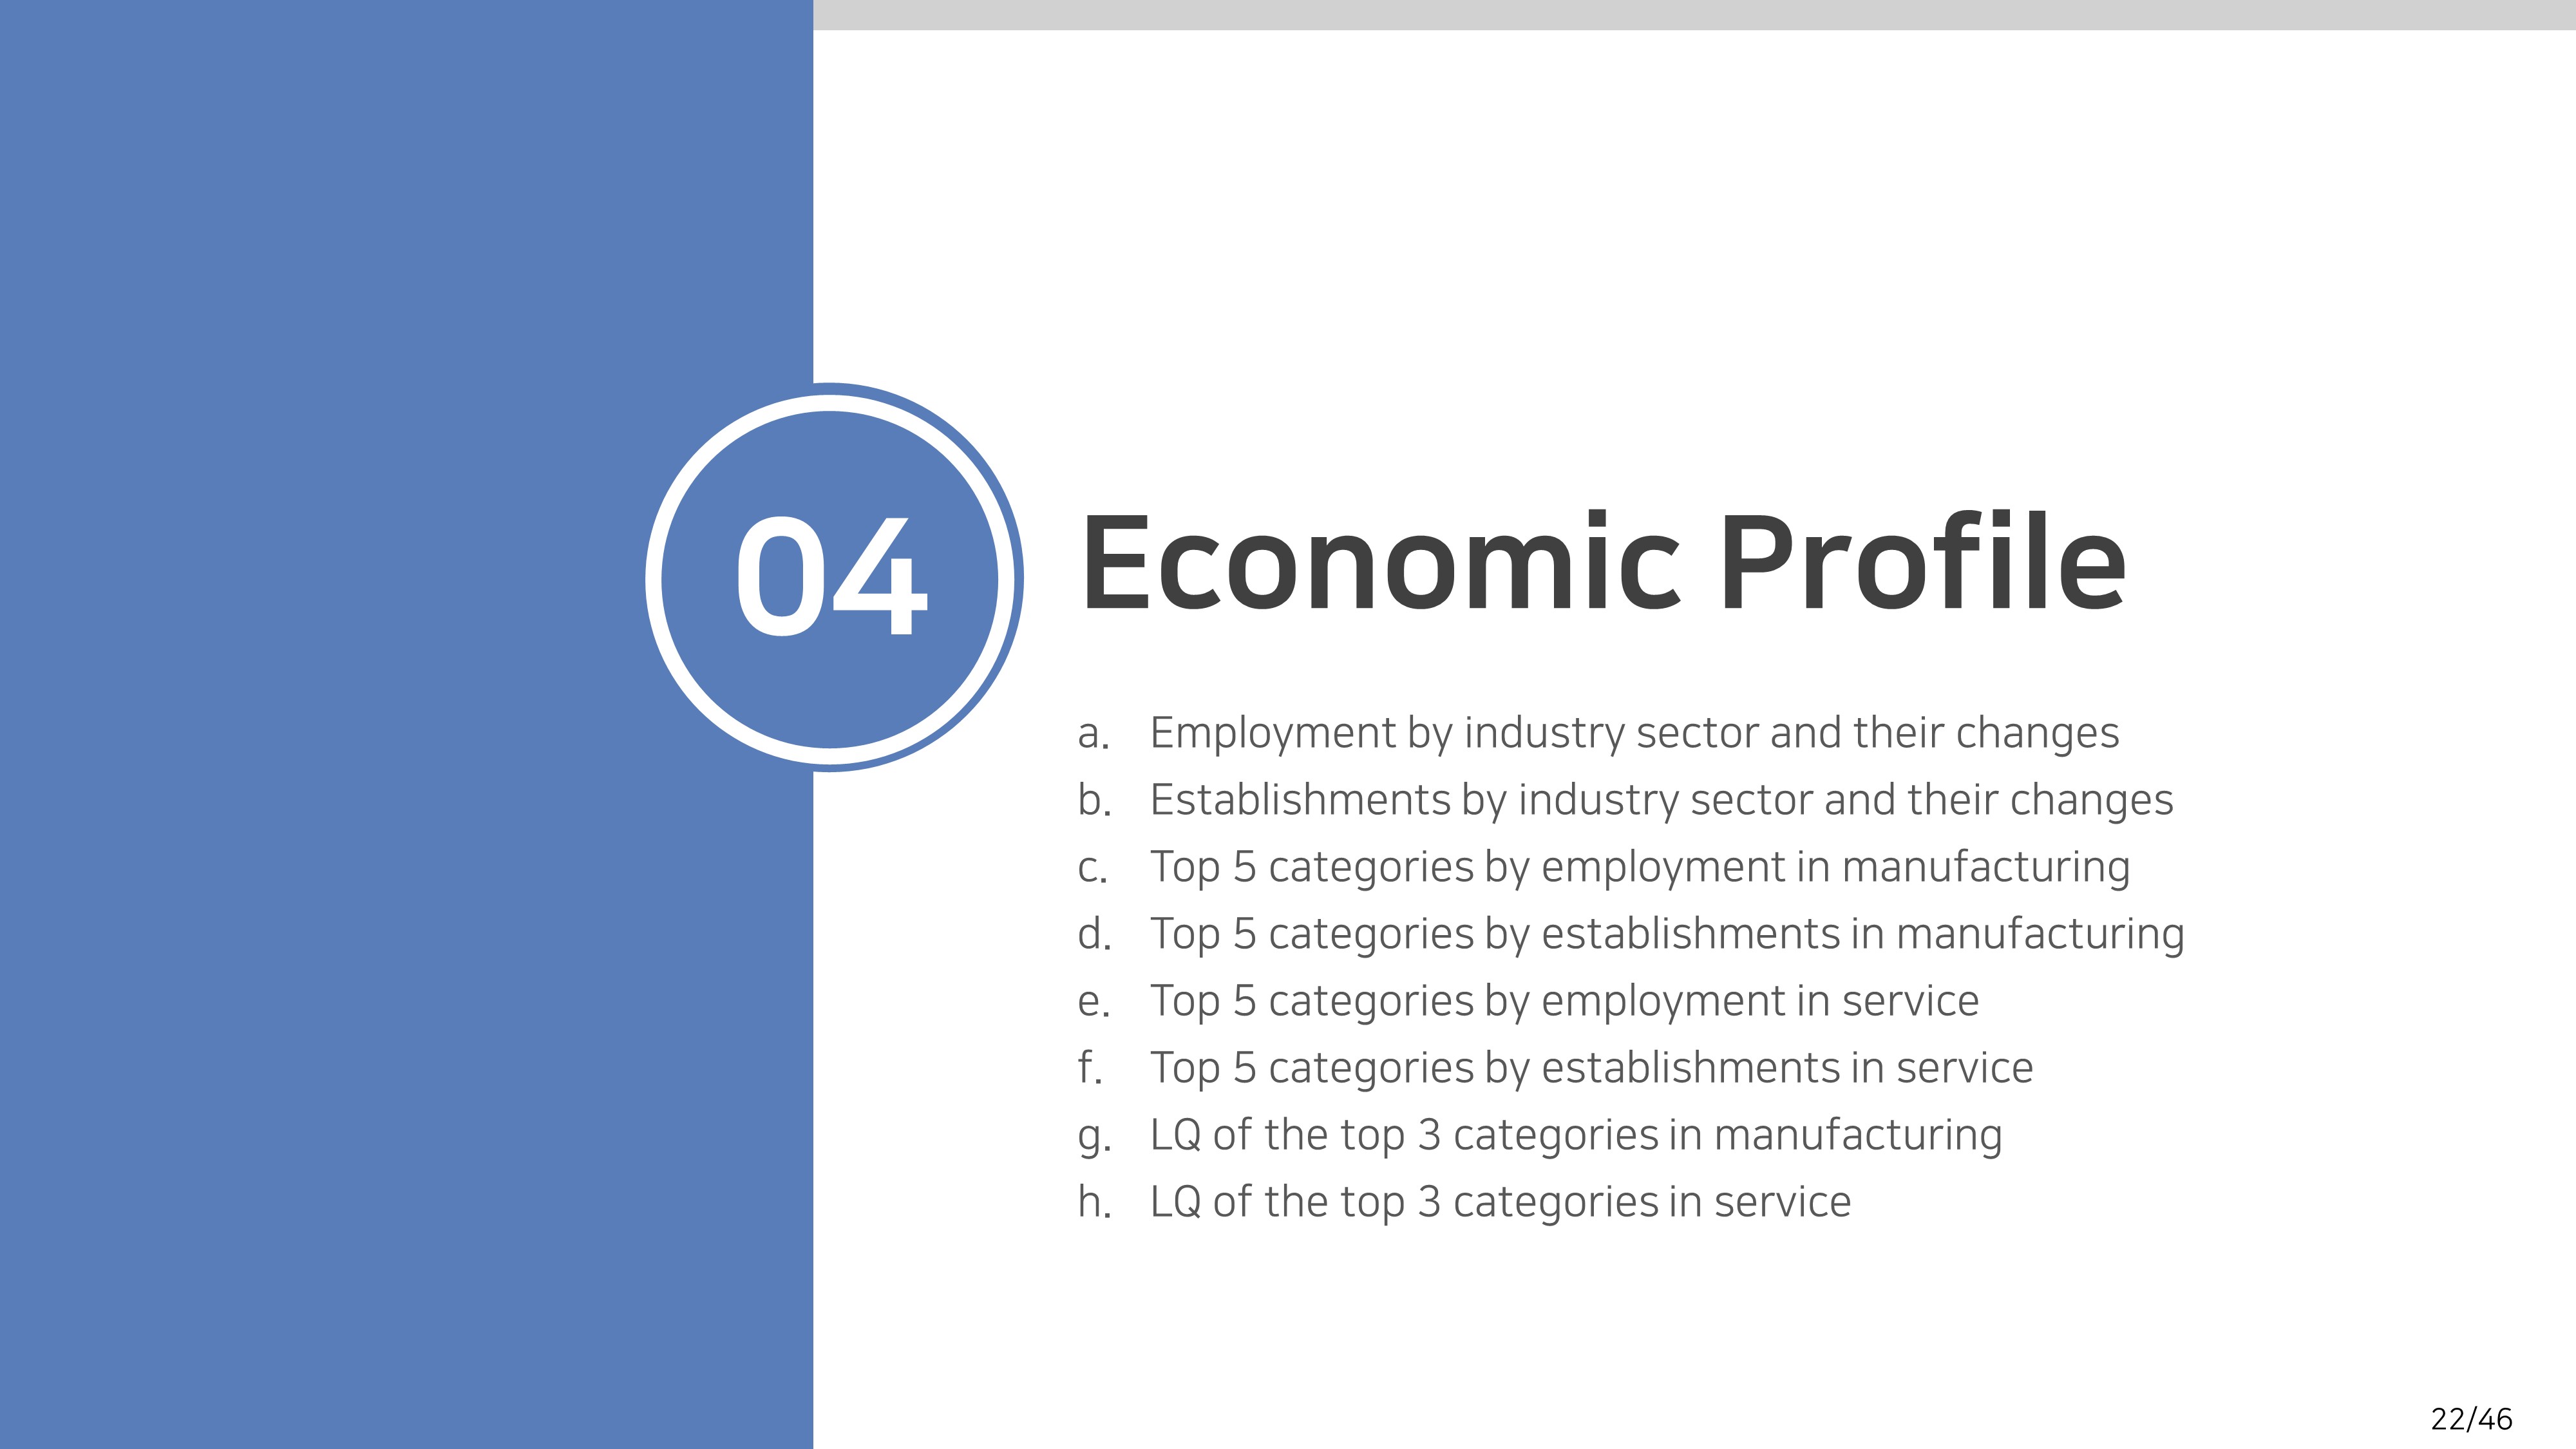 04
Economic Profile
a. Employment by industry sector and their changes
b. Establishments by industry sector and their changes
c. Top 5 categories by employment in manufacturing
d. Top 5 categories by establishments in manufacturing
e. Top 5 categories by employment in service
f. Top 5 categories by establishments in service
g. LQ of the top 3 categories in manufacturing
h. LQ of the top 3 categories in service
22/46